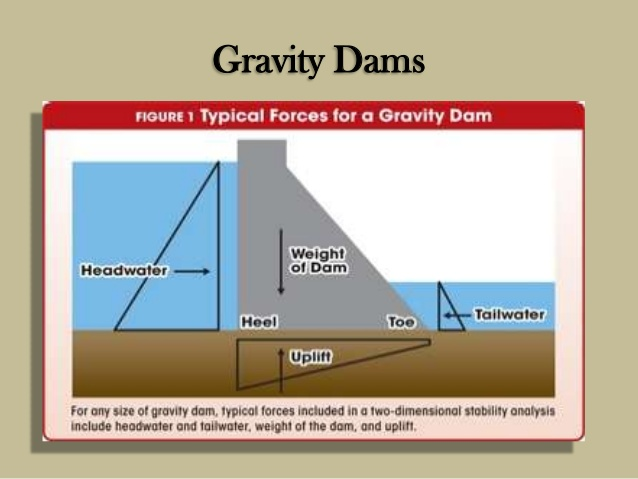 Gravity Dams
FIGURE 1 Typical Forces for a Gravity Dam
Weight
of Dam
Headwater
Tailwater
Heel
Toe
Uplift
For any size of gravity dam, typical forces included in a two-dimensional stability analysis
include headwater and tailwater, weight of the dam, and uplift.